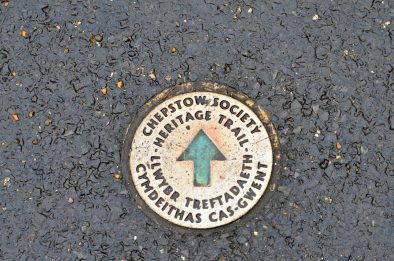 CHEPSTOW SOCIETY
HERITAGE TRAIL
LLWYBR TREFTADAETH
CYMDEITHAS CAS-GWENT